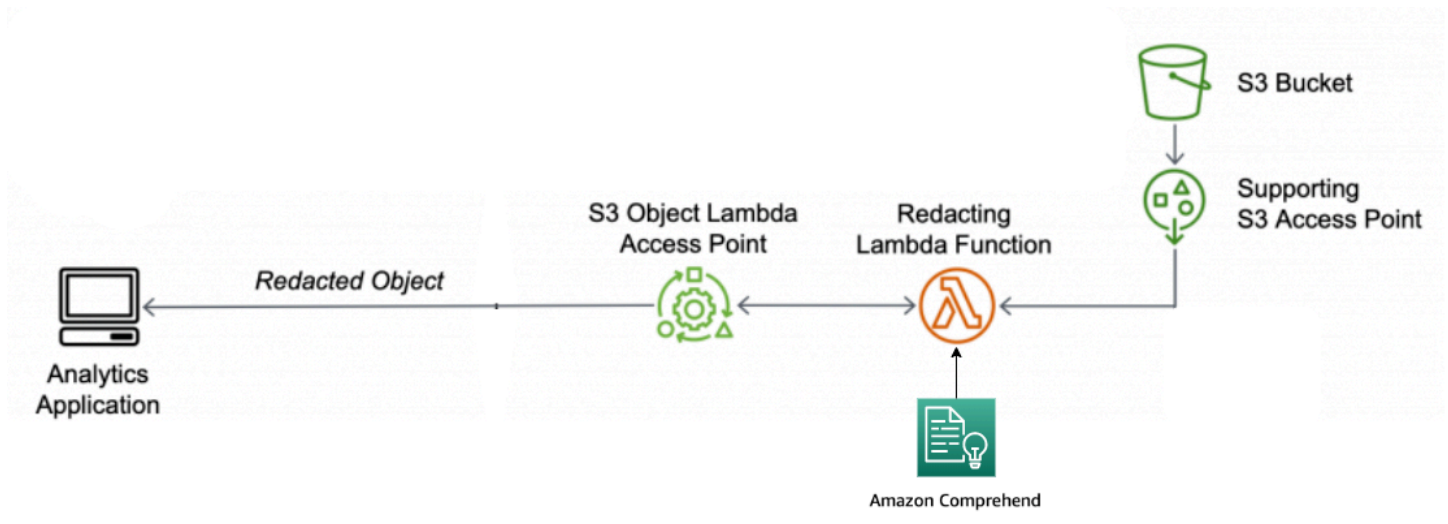 S3 Bucket
Supporting
S3 Access Point
S3 Object Lambda
Access Point
Redacting
Lambda Function
Redacted Object
Analytics
Application
Amazon Comprehend